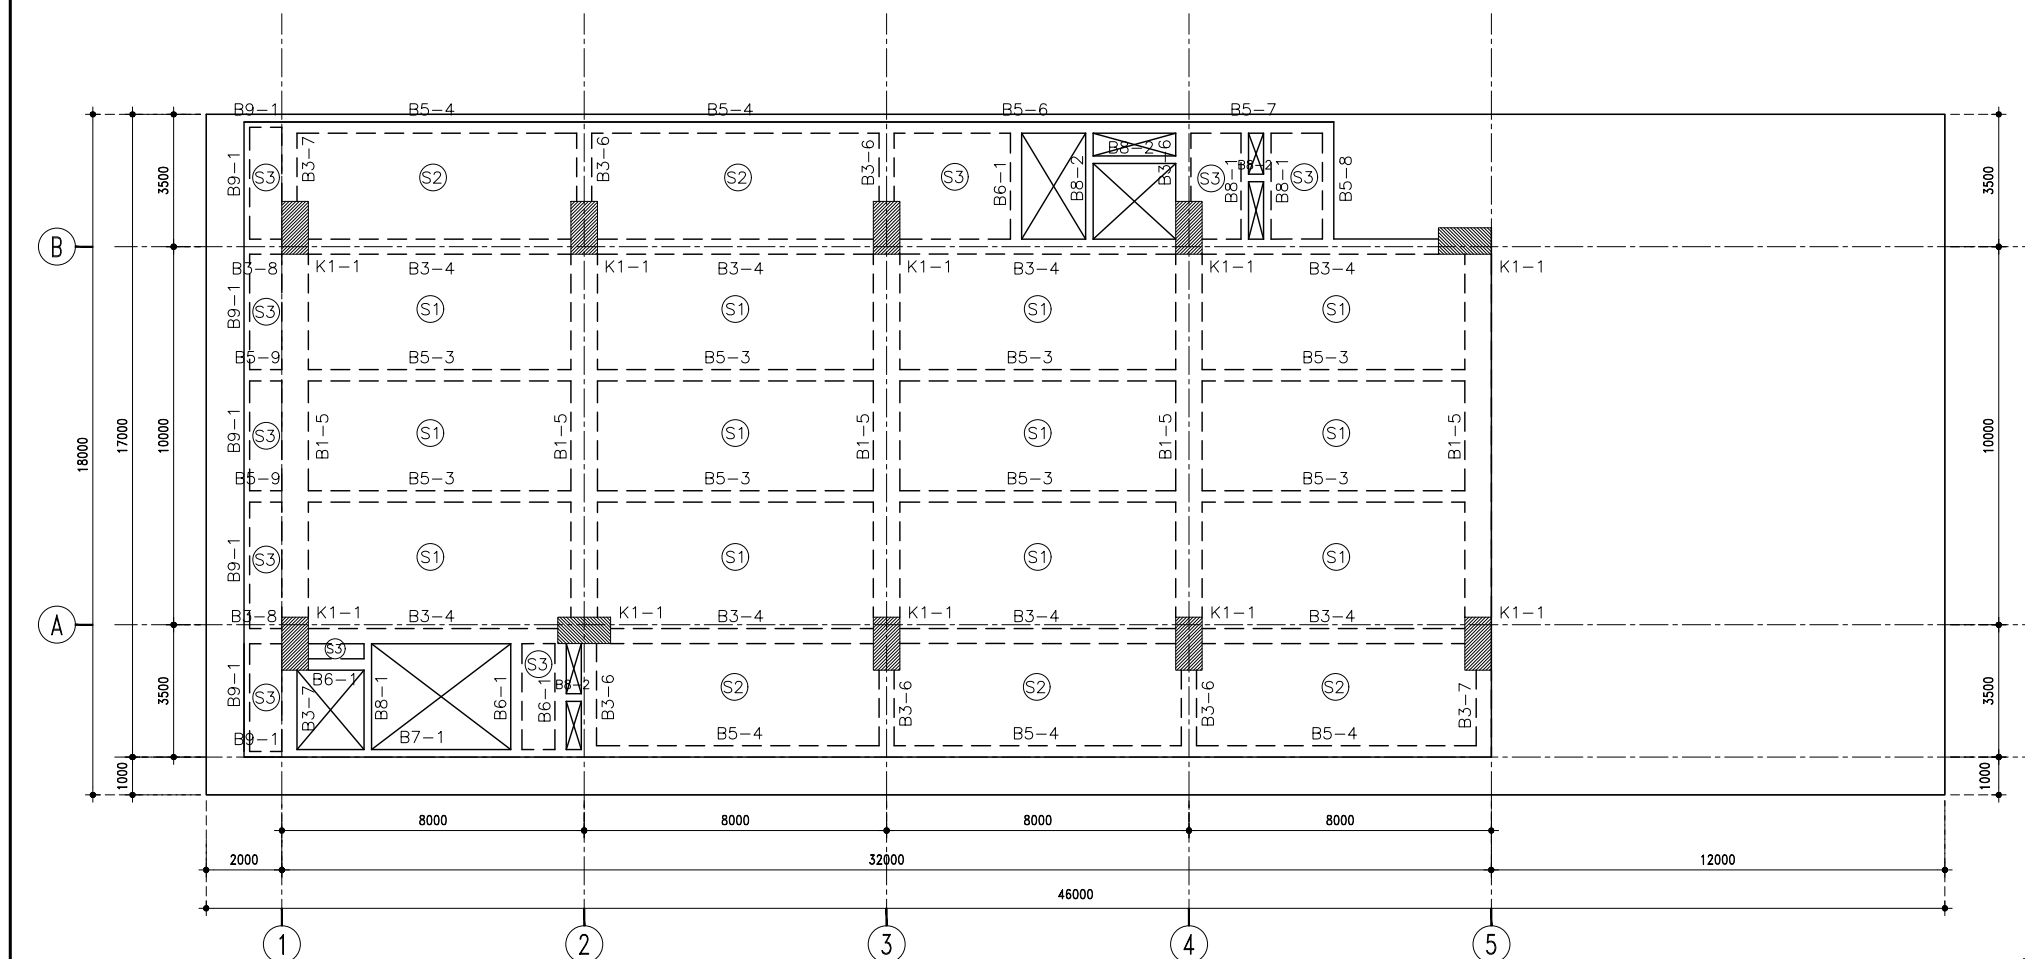 B9-1 B5-4 B5-4 B5-6 B5-7
B9-1 S3 B3-7 S2 B3-6 S2 B3-6 S3 B6-1 B8-2 B8-2 B3-6 S3 B8-1 B8-2 B8-1 S3 B5-8
3500 3500
B
B3-8 K1-1 B3-4 K1-1 B3-4 K1-1 B3-4 K1-1 B3-4 K1-1
B9-1 S3 S1 S1 S1 S1
B5-9 B5-3 B5-3 B5-3 B5-3
18000 17000 10000 B9-1 S3 B1-5 S1 B1-5 S1 B1-5 S1 B1-5 S1 B1-5 10000
B5-9 B5-3 B5-3 B5-3 B5-3
B9-1 S3 S1 S1 S1 S1
A
B3-8 K1-1 B3-4 K1-1 B3-4 K1-1 B3-4 K1-1 B3-4 K1-1
S3 S3
3500 B9-1 S3 B6-1 B3-7 B8-1 B6-1 B6-1 B8-2 B3-6 S2 B3-6 S2 B3-6 S2 B3-7 3500
B9-1 B7-1 B5-4 B5-4 B5-4
1000 1000
8000 8000 8000 8000
2000 32000 12000
46000
1 2 3 4 5